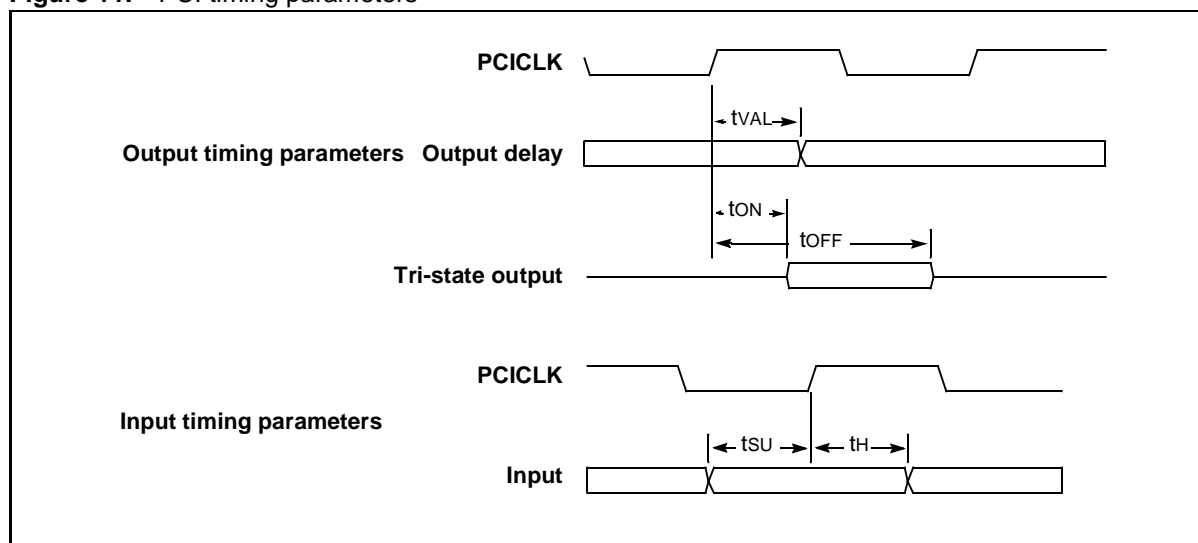 PCI timing parameters
PCICLK
tVAL
Output timing parameters Output delay
tON
tOFF
Tri-state output
PCICLK
Input timing parameters
tSU
tH
Input